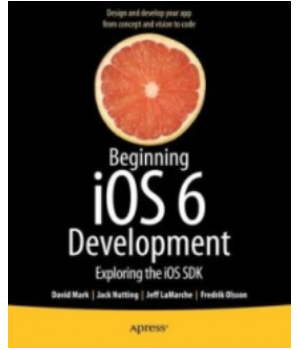 Design and develop your app
from concept and vision to code
Beginning
iOS 6
Development
Exploring the iOS SDK
David Mark | Jack Nutting | Jeff LaMarche | Fredrik Olsson
Apress®